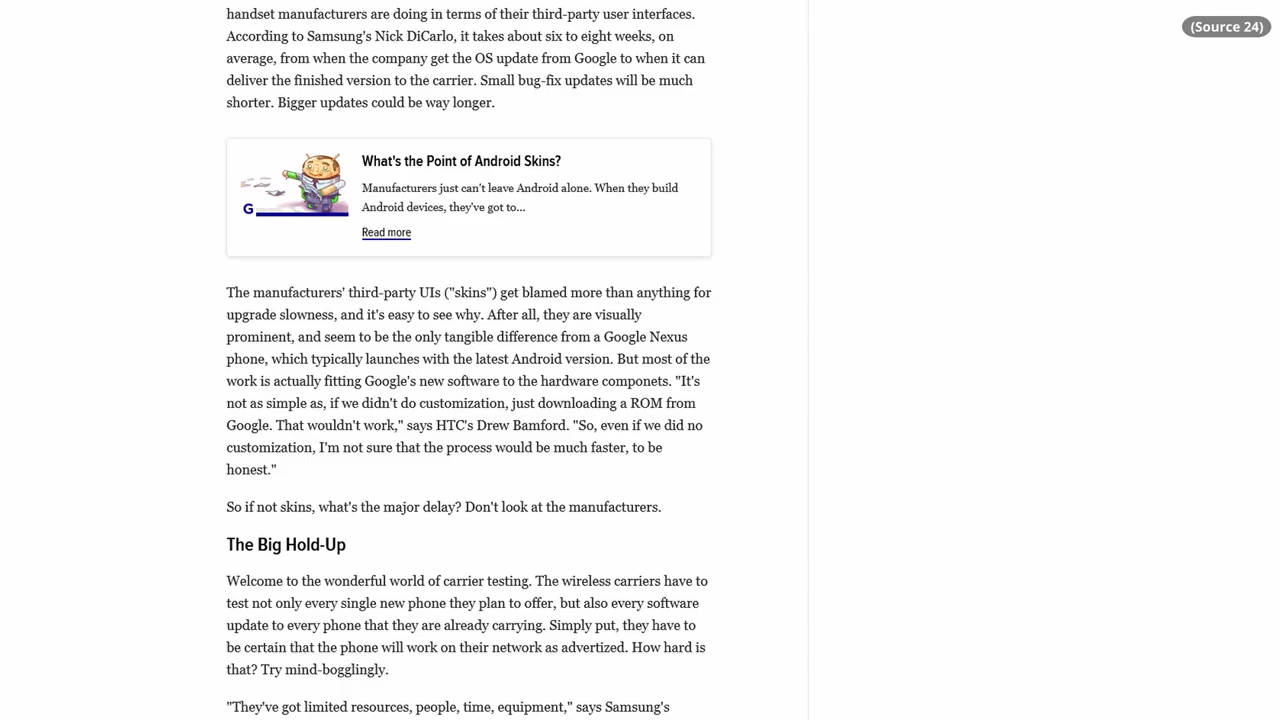 handset manufacturers are doing in terms of their third-party user interfaces.
(Source 24)
According to Samsung's Nick DiCarlo, it takes about six to eight weeks, on
average, from when the company get the OS update from Google to when it can
deliver the finished version to the carrier. Small bug-fix updates will be much
shorter. Bigger updates could be way longer.
What's the Point of Android Skins?
Manufacturers just can't leave Android alone. When they build
Android devices, they've got to...
G
Read more
The manufacturers' third-party UIs ("skins") get blamed more than anything for
upgrade slowness, and it's easy to see why. After all, they are visually
prominent, and seem to be the only tangible difference from a Google Nexus
phone, which typically launches with the latest Android version. But most of the
work is actually fitting Google's new software to the hardware componets. "It's
not as simple as, if we didn't do customization, just downloading a ROM from
Google. That wouldn't work," says HTC's Drew Bamford. "So, even if we did no
customization, I'm not sure that the process would be much faster, to be
honest."
So if not skins, what's the major delay? Don't look at the manufacturers.
The Big Hold-Up
Welcome to the wonderful world of carrier testing. The wireless carriers have to
test not only every single new phone they plan to offer, but also every software
update to every phone that they are already carrying. Simply put, they have to
be certain that the phone will work on their network as advertized. How hard is
that? Try mind-bogglingly.
"They've got limited resources, people, time, equipment," says Samsung's